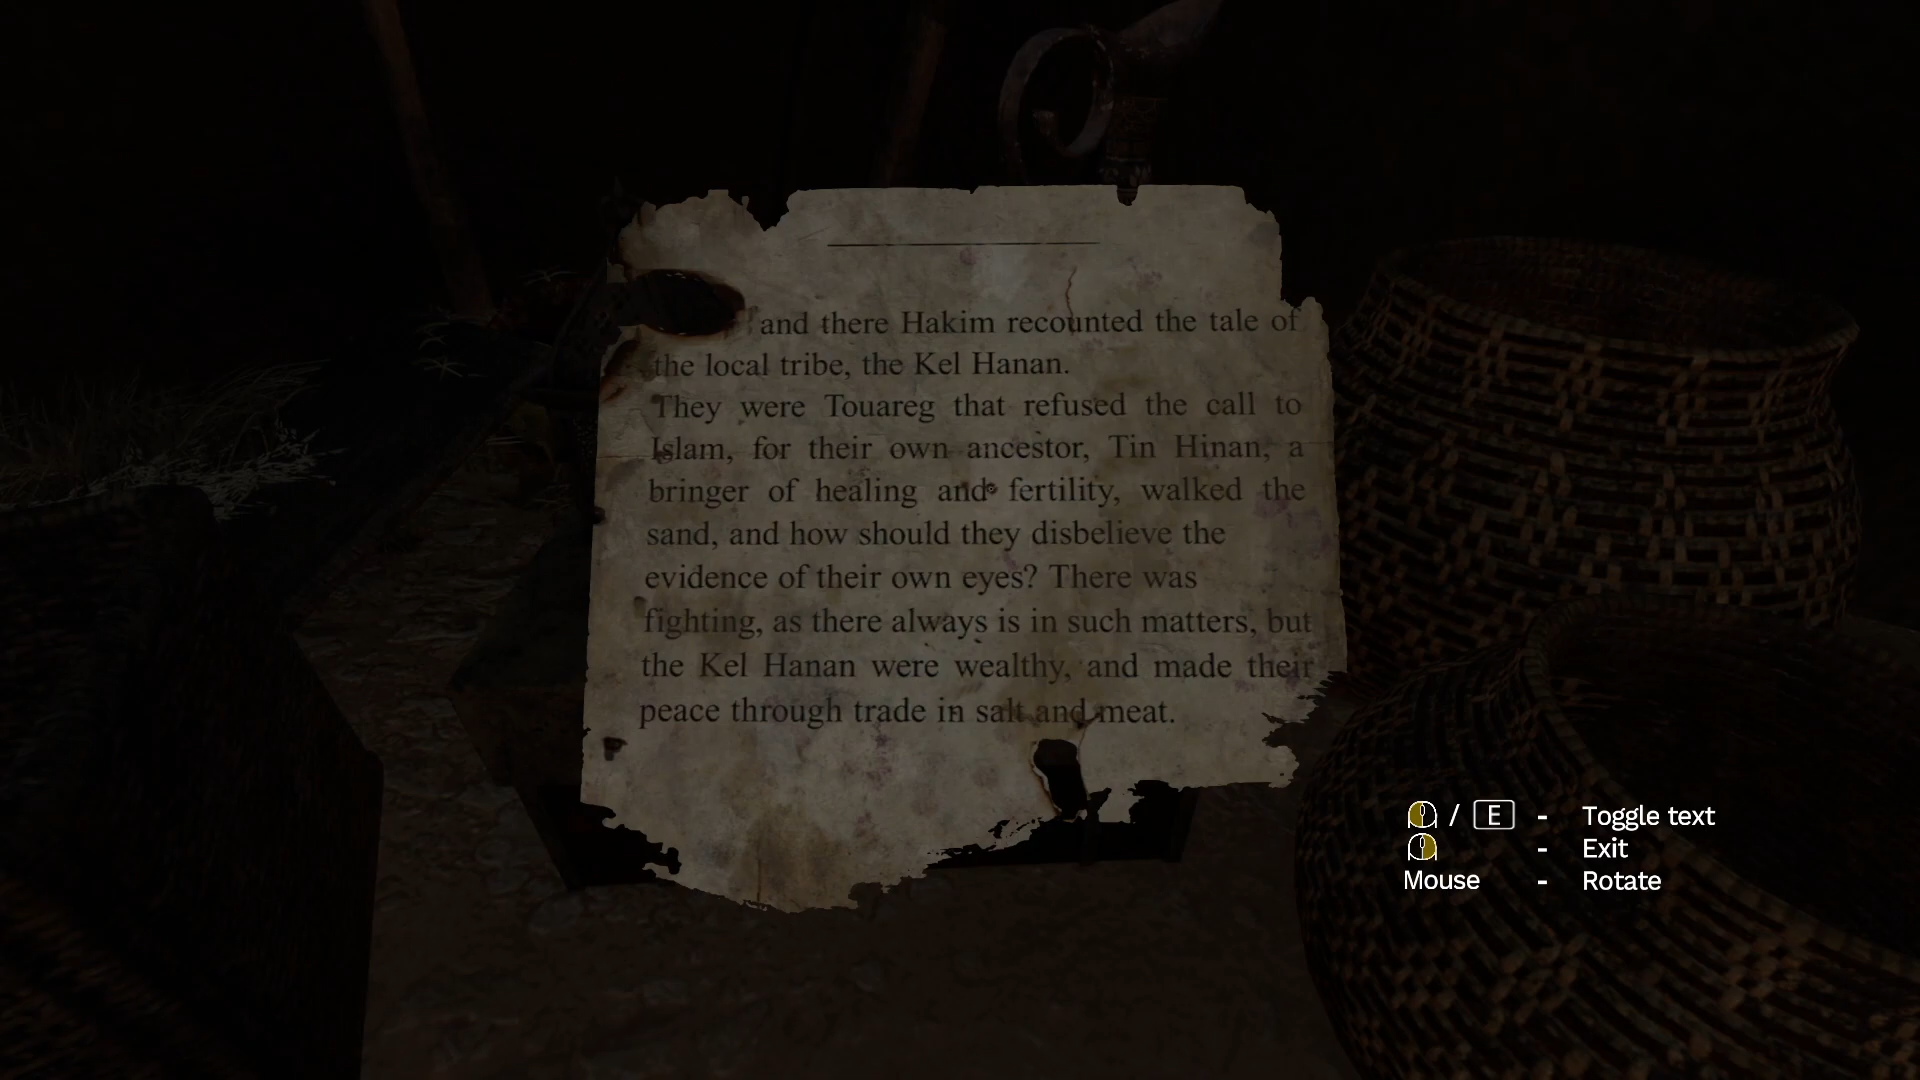 and there Hakim recounted the tale of
the local tribe, the Kel Hanan.
They were Touareg that refused the call to
Islam, for their own ancestor, Tin Hinan, a
bringer of healing and fertility, walked the
sand, and how should they disbelieve the
evidence of their own eyes? There was
fighting, as there always is in such matters, but
the Kel Hanan were wealthy, and made their
peace through trade in salt and meat.
/ E - Toggle text
- Exit
Mouse - Rotate